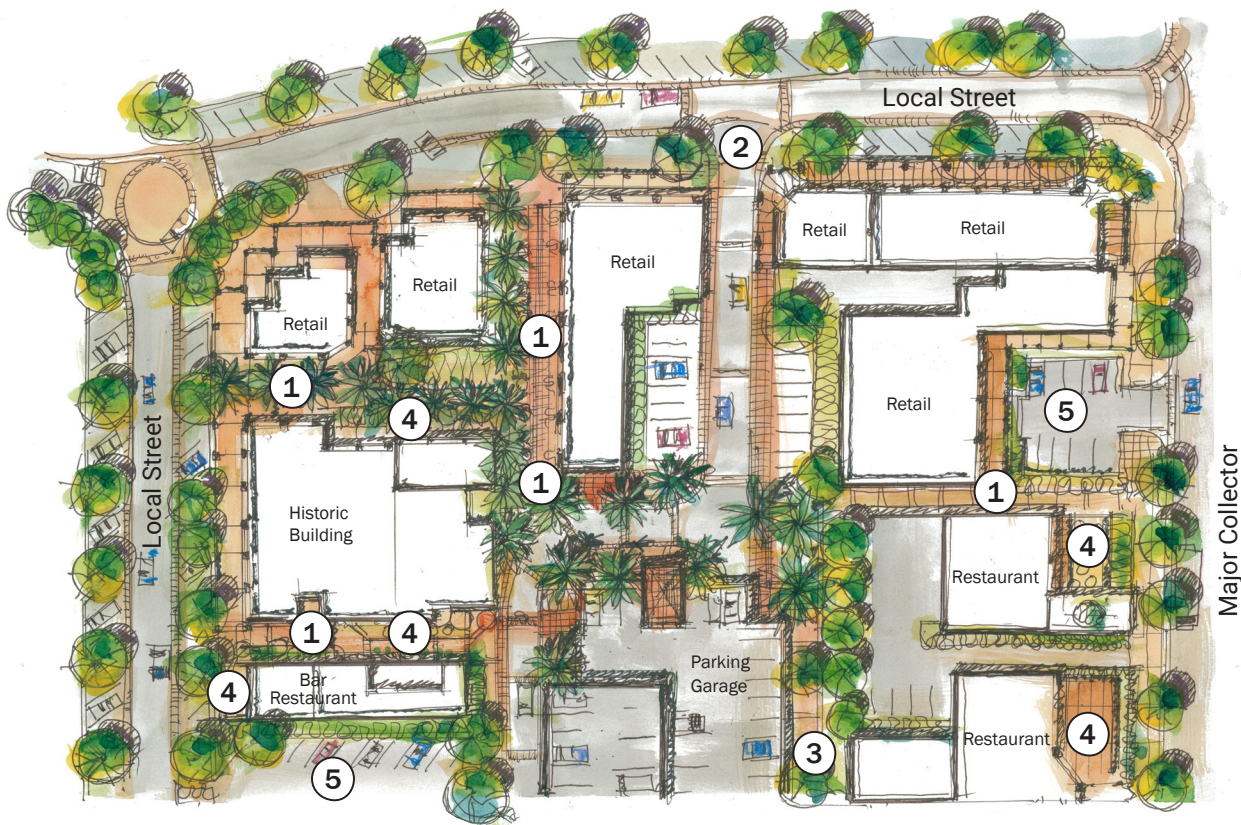 Local Street
2
Retail
Retail
Retail
Retail
Retail
1
1
5
4
Retail
Local Street
1
1
Historic
Building
4
Restaurant
Major Collector
1
4
Parking
Garage
4
Bar
Restaurant
Restaurant
4
3
5